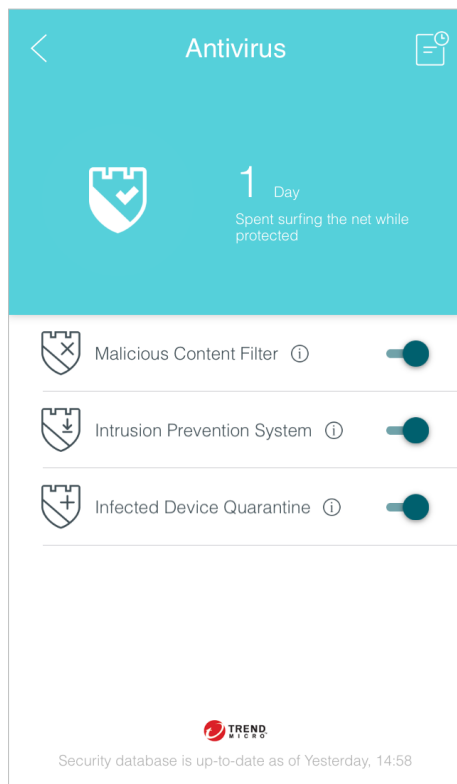 Antivirus
1 Day
Spent surfing the net while
protected
Malicious Content Filter
Intrusion Prevention System
Infected Device Quarantine
TREND
MICRO
Security database is up-to-date as of Yesterday, 14:58